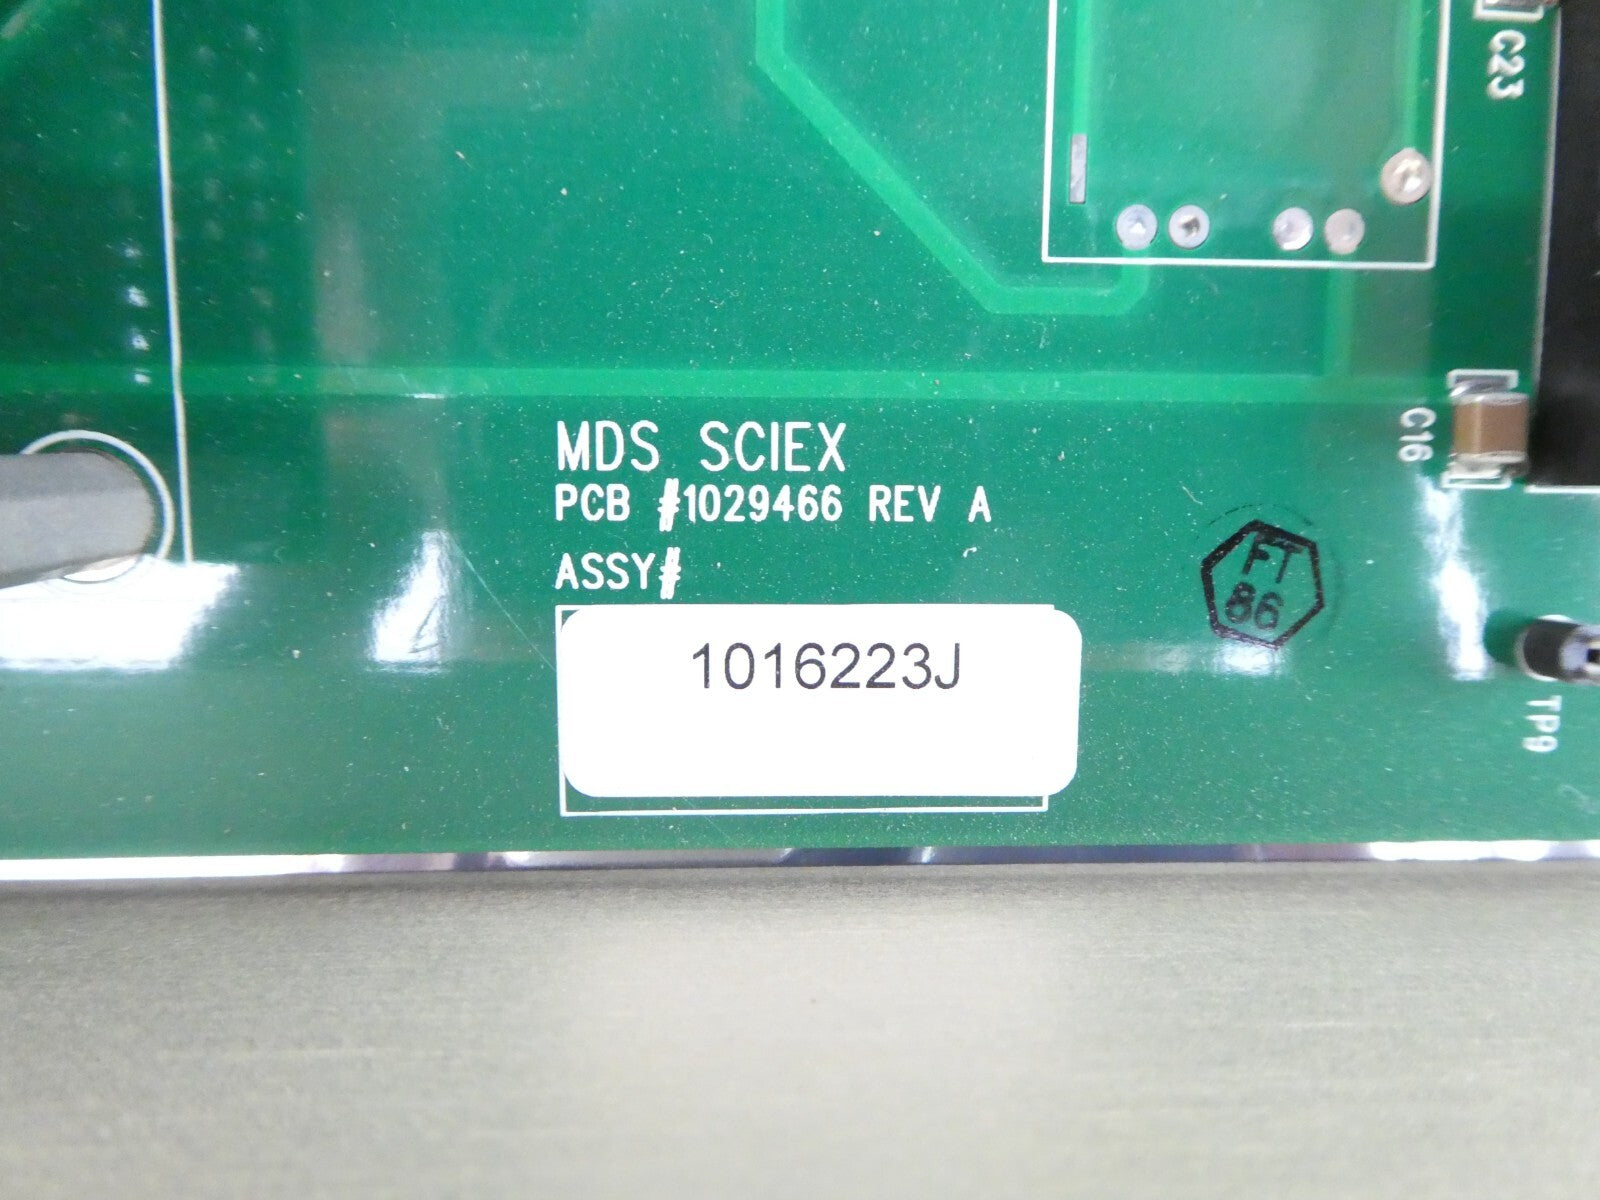 C23
MDS SCIEX
C16
PCB #1029466 REV A
ASSY#
FT
86
1016223J
TP9